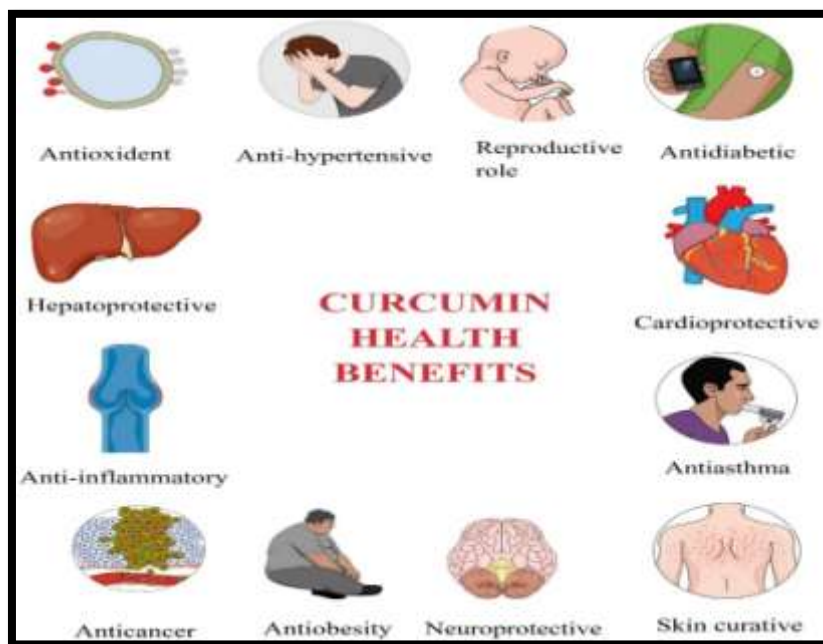 Antioxident
Anti-hypertensive
Reproductive
role
Antidiabetic
Hepatoprotective
CURCUMIN
HEALTH
BENEFITS
Cardioprotective
Anti-inflammatory
Antiasthma
Anticancer
Antiobesity
Neuroprotective
Skin curative